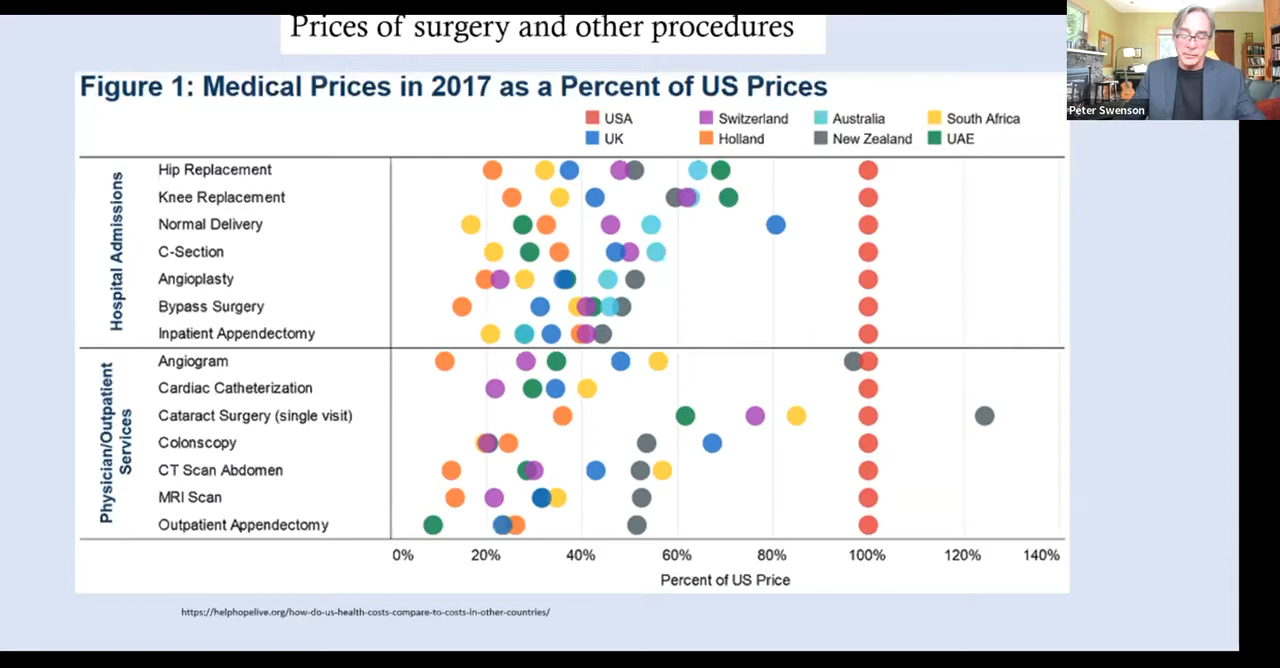 Prices of surgery and other procedures
Peter Swenson
Figure 1: Medical Prices in 2017 as a Percent of US Prices
USA Switzerland Australia South Africa
UK Holland New Zealand UAE
Hospital Admissions
Hip Replacement
Knee Replacement
Normal Delivery
C-Section
Angioplasty
Bypass Surgery
Inpatient Appendectomy
Physician/Outpatient
Services
Angiogram
Cardiac Catheterization
Cataract Surgery (single visit)
Colonscopy
CT Scan Abdomen
MRI Scan
Outpatient Appendectomy
0% 20% 40% 60% 80% 100% 120% 140%
Percent of US Price
https://helphopelive.org/how-do-us-health-costs-compare-to-costs-in-other-countries/